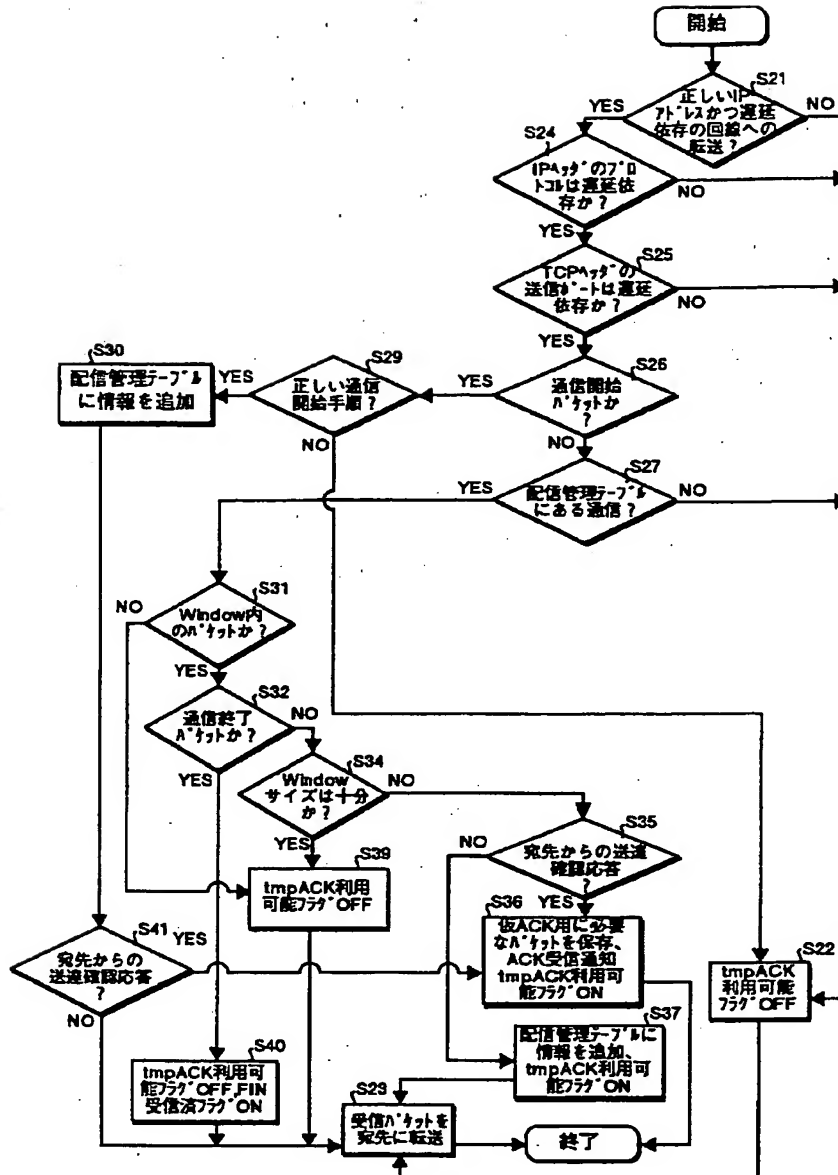 開始
S21
正しいIP
アドレスかつ遅延
依存の回線への
転送?
YES
NO
S24
IPヘッダのプロ
トコルは遅延依
存か?
NO
YES
S25
TCPヘッダの
送信ポートは遅延
依存か?
NO
YES
S26
通信開始
パケットか
?
YES
NO
S29
正しい通信
開始手順?
YES
NO
S30
配信管理テーブル
に情報を追加
S27
配信管理テーブル
にある通信?
YES
NO
S31
Window内
のパケットか?
NO
YES
S32
通信終了
パケットか?
NO
YES
S34
Window
サイズは十分
か?
NO
YES
S35
宛先からの送達
確認応答
?
NO
YES
S39
tmpACK利用
可能フラグOFF
S36
仮ACK用に必要
なパケットを保存、
ACK受信通知
tmpACK利用可
能フラグON
S41
宛先からの
送達確認応答
?
YES
NO
S22
tmpACK
利用可能
フラグOFF
S37
配信管理テーブルに
情報を追加、
tmpACK利用可
能フラグON
S40
tmpACK利用可
能フラグOFF,FIN
受信済フラグON
S23
受信パケットを
宛先に転送
終了